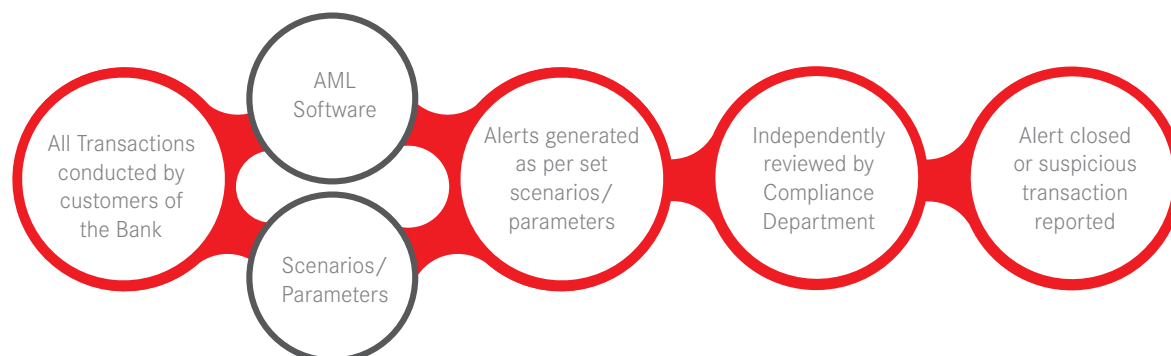 All Transactions
conducted by
customers of
the Bank
AML
Software
Scenarios/
Parameters
Alerts generated
as per set
scenarios/
parameters
Independently
reviewed by
Compliance
Department
Alert closed
or suspicious
transaction
reported